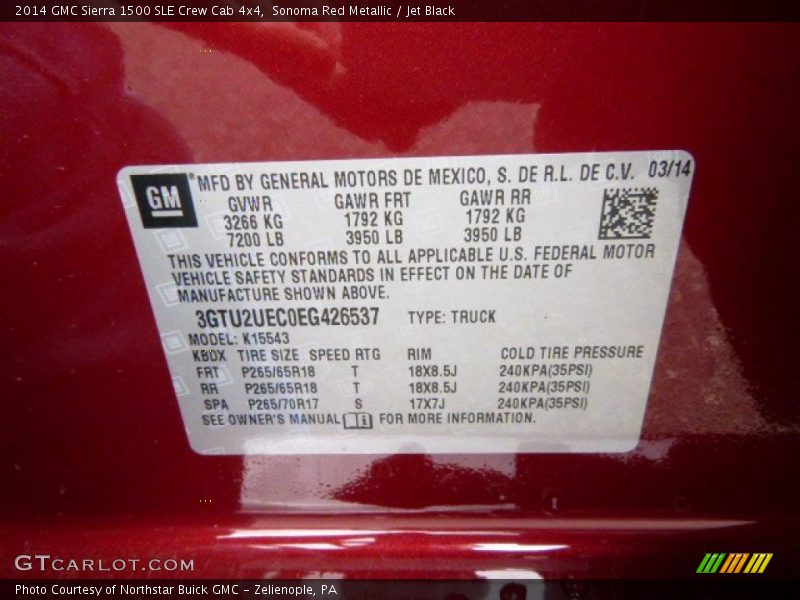 2014 GMC Sierra 1500 SLE Crew Cab 4x4, Sonoma Red Metallic / Jet Black
GM
MFD BY GENERAL MOTORS DE MEXICO, S. DE R.L. DE C.V. 03/14
GVWR GAWR FRT GAWR RR
3266 KG 1792 KG 1792 KG
7200 LB 3950 LB 3950 LB
THIS VEHICLE CONFORMS TO ALL APPLICABLE U.S. FEDERAL MOTOR
VEHICLE SAFETY STANDARDS IN EFFECT ON THE DATE OF
MANUFACTURE SHOWN ABOVE.
3GTU2UEC0EG426537 TYPE: TRUCK
MODEL: K15543
KBDX TIRE SIZE SPEED RTG RIM COLD TIRE PRESSURE
FRT P265/65R18 T 18X8.5J 240KPA(35PSI)
RR P265/65R18 T 18X8.5J 240KPA(35PSI)
SPA P265/70R17 S 17X7J 240KPA(35PSI)
SEE OWNER'S MANUAL FOR MORE INFORMATION.
GTCARLOT.COM
Photo Courtesy of Northstar Buick GMC - Zelienople, PA